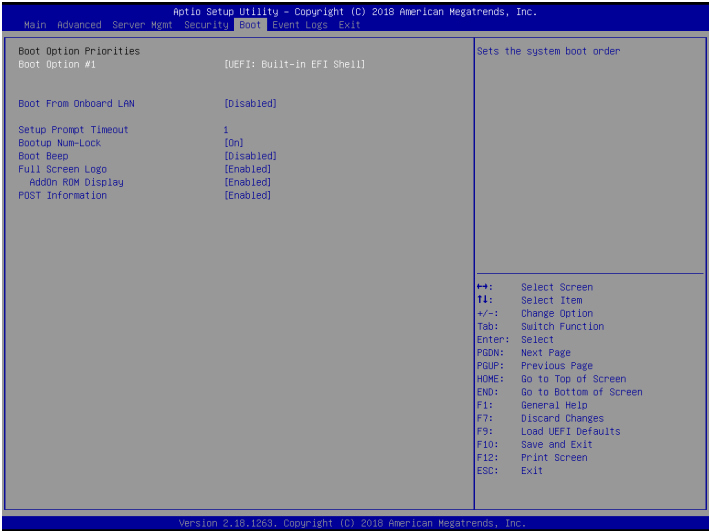 Aptio Setup Utility – Copyright (C) 2018 American Megatrends, Inc.
Main Advanced Server Mgmt Security Boot Event Logs Exit
Boot Option Priorities
Boot Option #1 [UEFI: Built-in EFI Shell]
Boot From Onboard LAN [Disabled]
Setup Prompt Timeout 1
Bootup Num-Lock [On]
Boot Beep [Disabled]
Full Screen Logo [Enabled]
AddOn ROM Display [Enabled]
POST Information [Enabled]
Sets the system boot order
↔: Select Screen
↑↓: Select Item
+/-: Change Option
Tab: Switch Function
Enter: Select
PGDN: Next Page
PGUP: Previous Page
HOME: Go to Top of Screen
END: Go to Bottom of Screen
F1: General Help
F7: Discard Changes
F9: Load UEFI Defaults
F10: Save and Exit
F12: Print Screen
ESC: Exit
Version 2.18.1263. Copyright (C) 2018 American Megatrends, Inc.